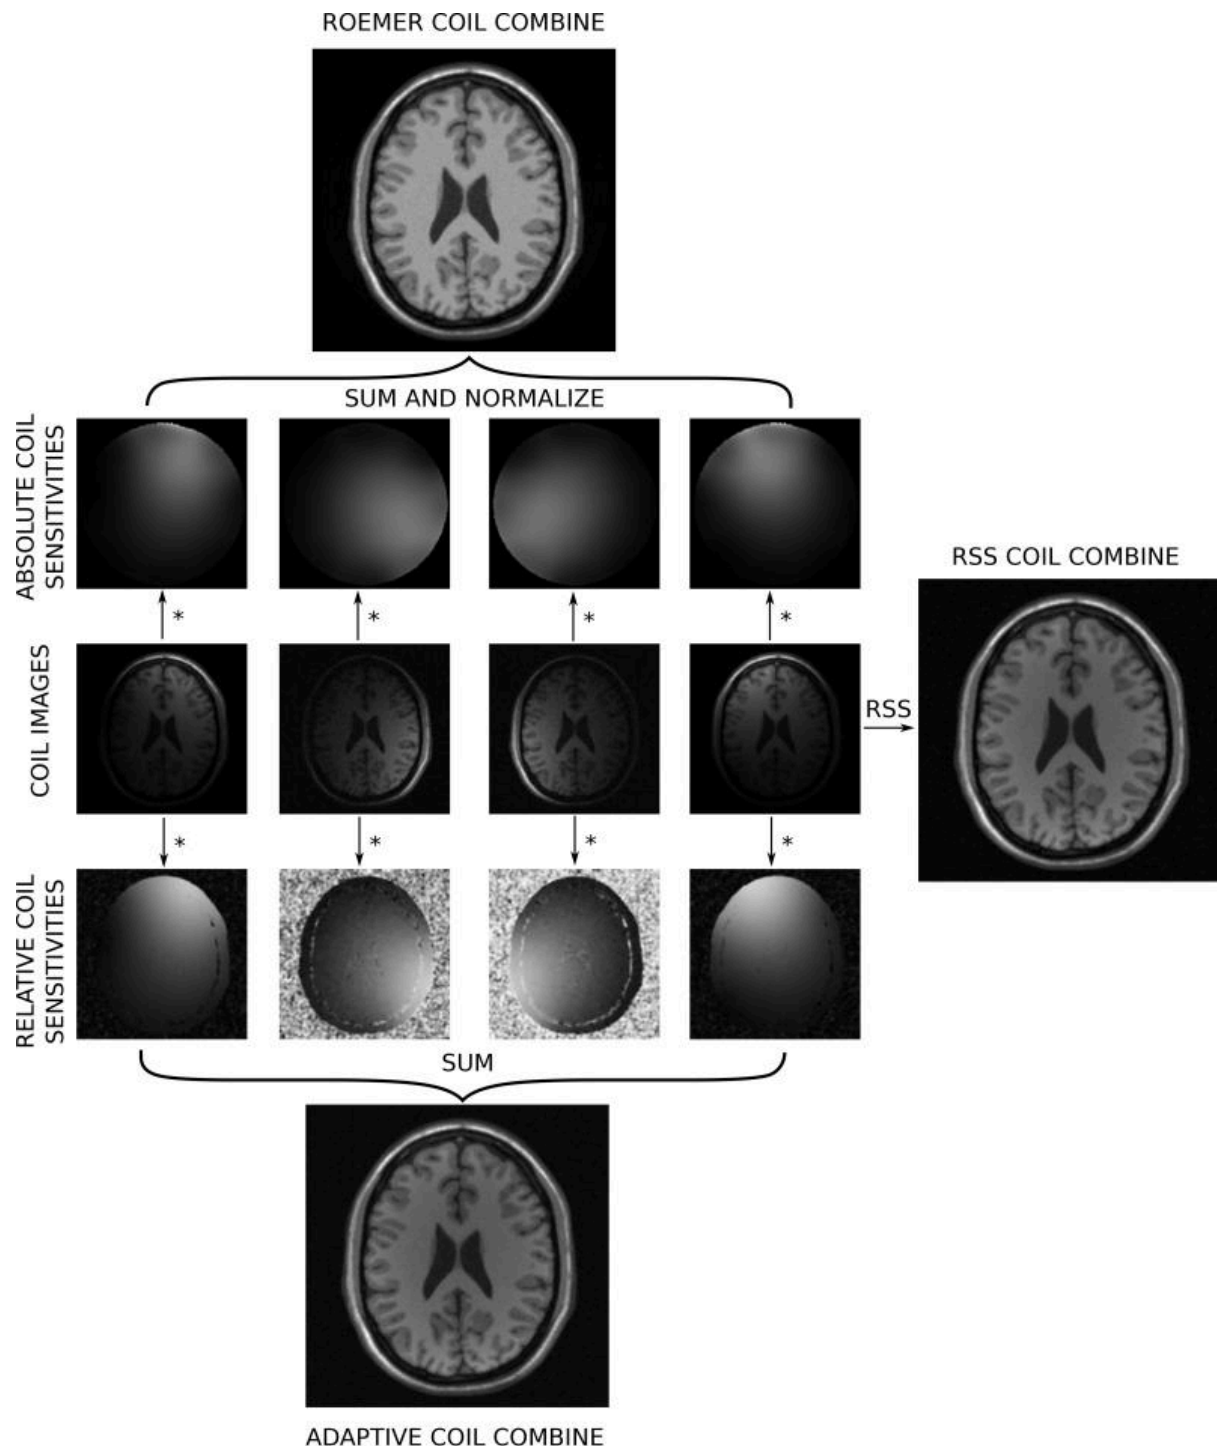 ROEMER COIL COMBINE
SUM AND NORMALIZE
ABSOLUTE COIL
SENSITIVITIES
* * * *
RSS COIL COMBINE
COIL IMAGES
RSS
* * * *
RELATIVE COIL
SENSITIVITIES
SUM
ADAPTIVE COIL COMBINE